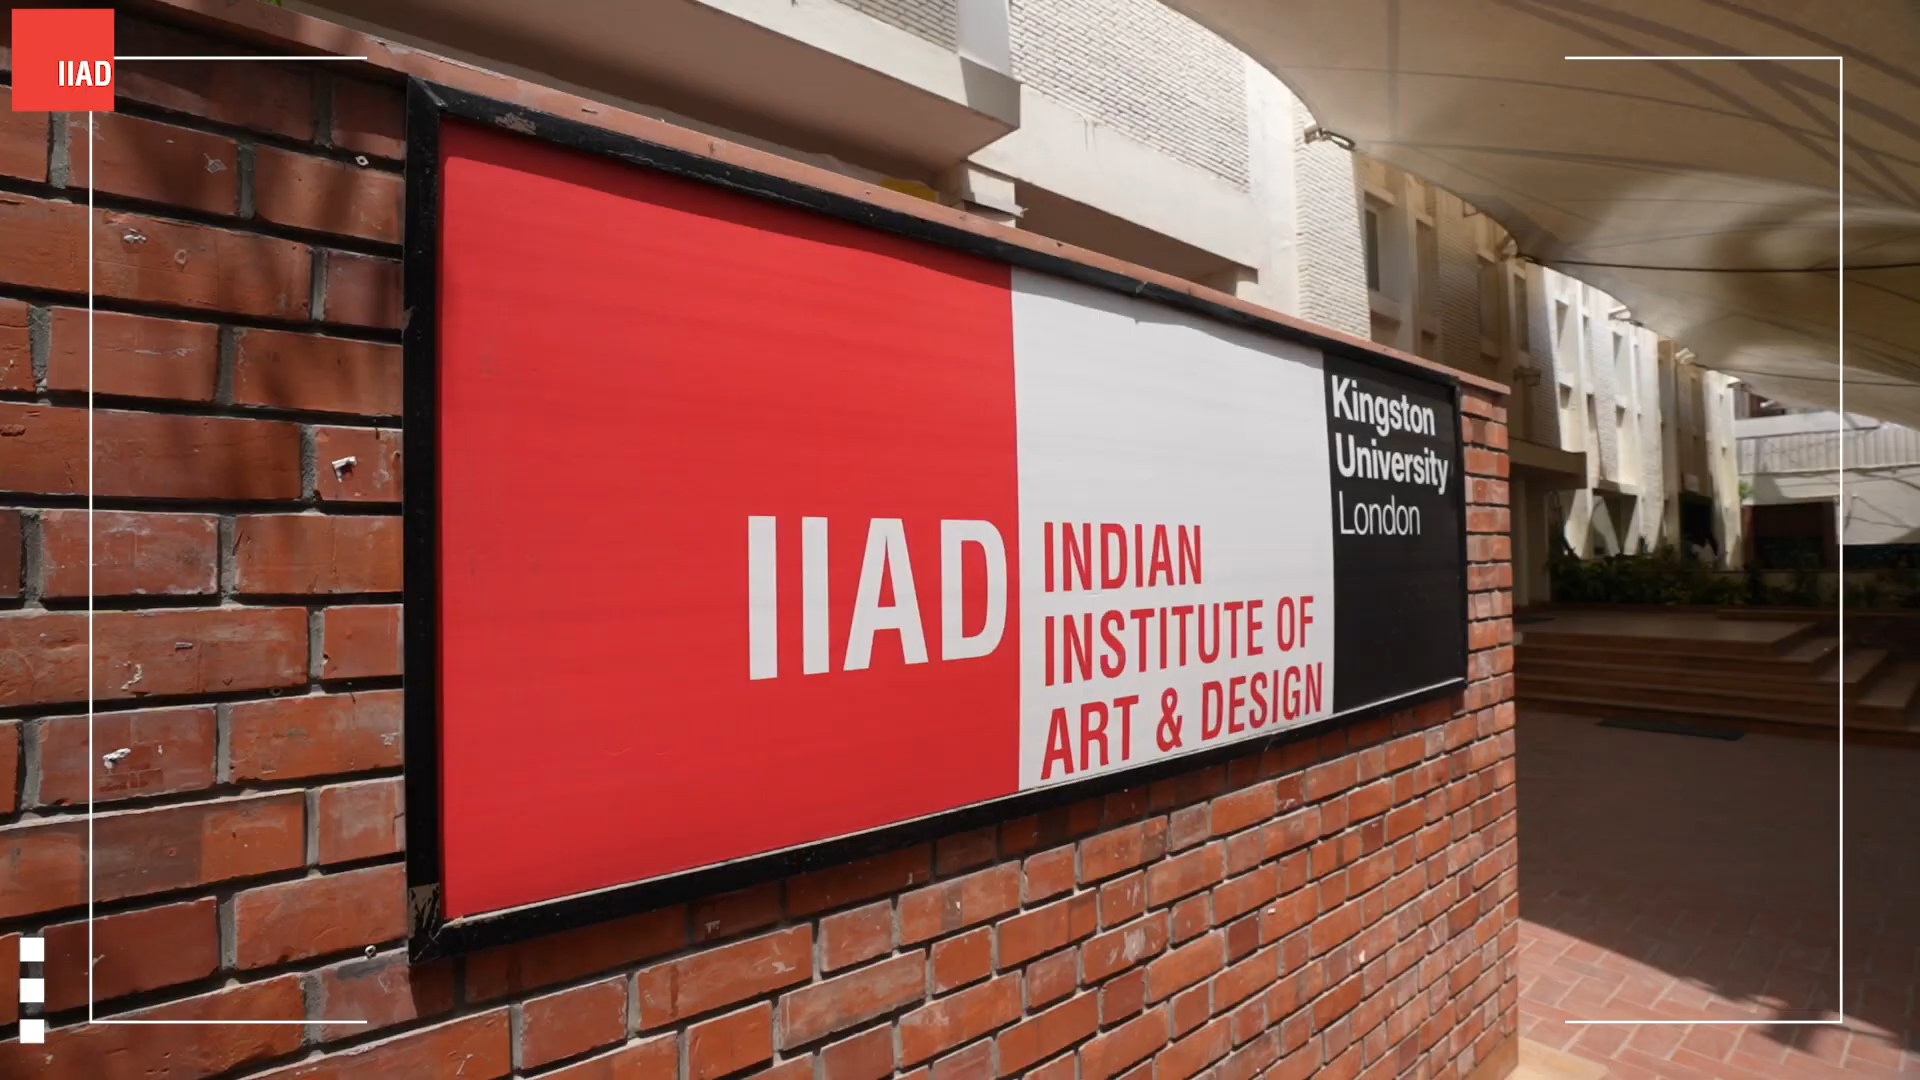 IIAD
IIAD
INDIAN
INSTITUTE OF
ART & DESIGN
Kingston
University
London